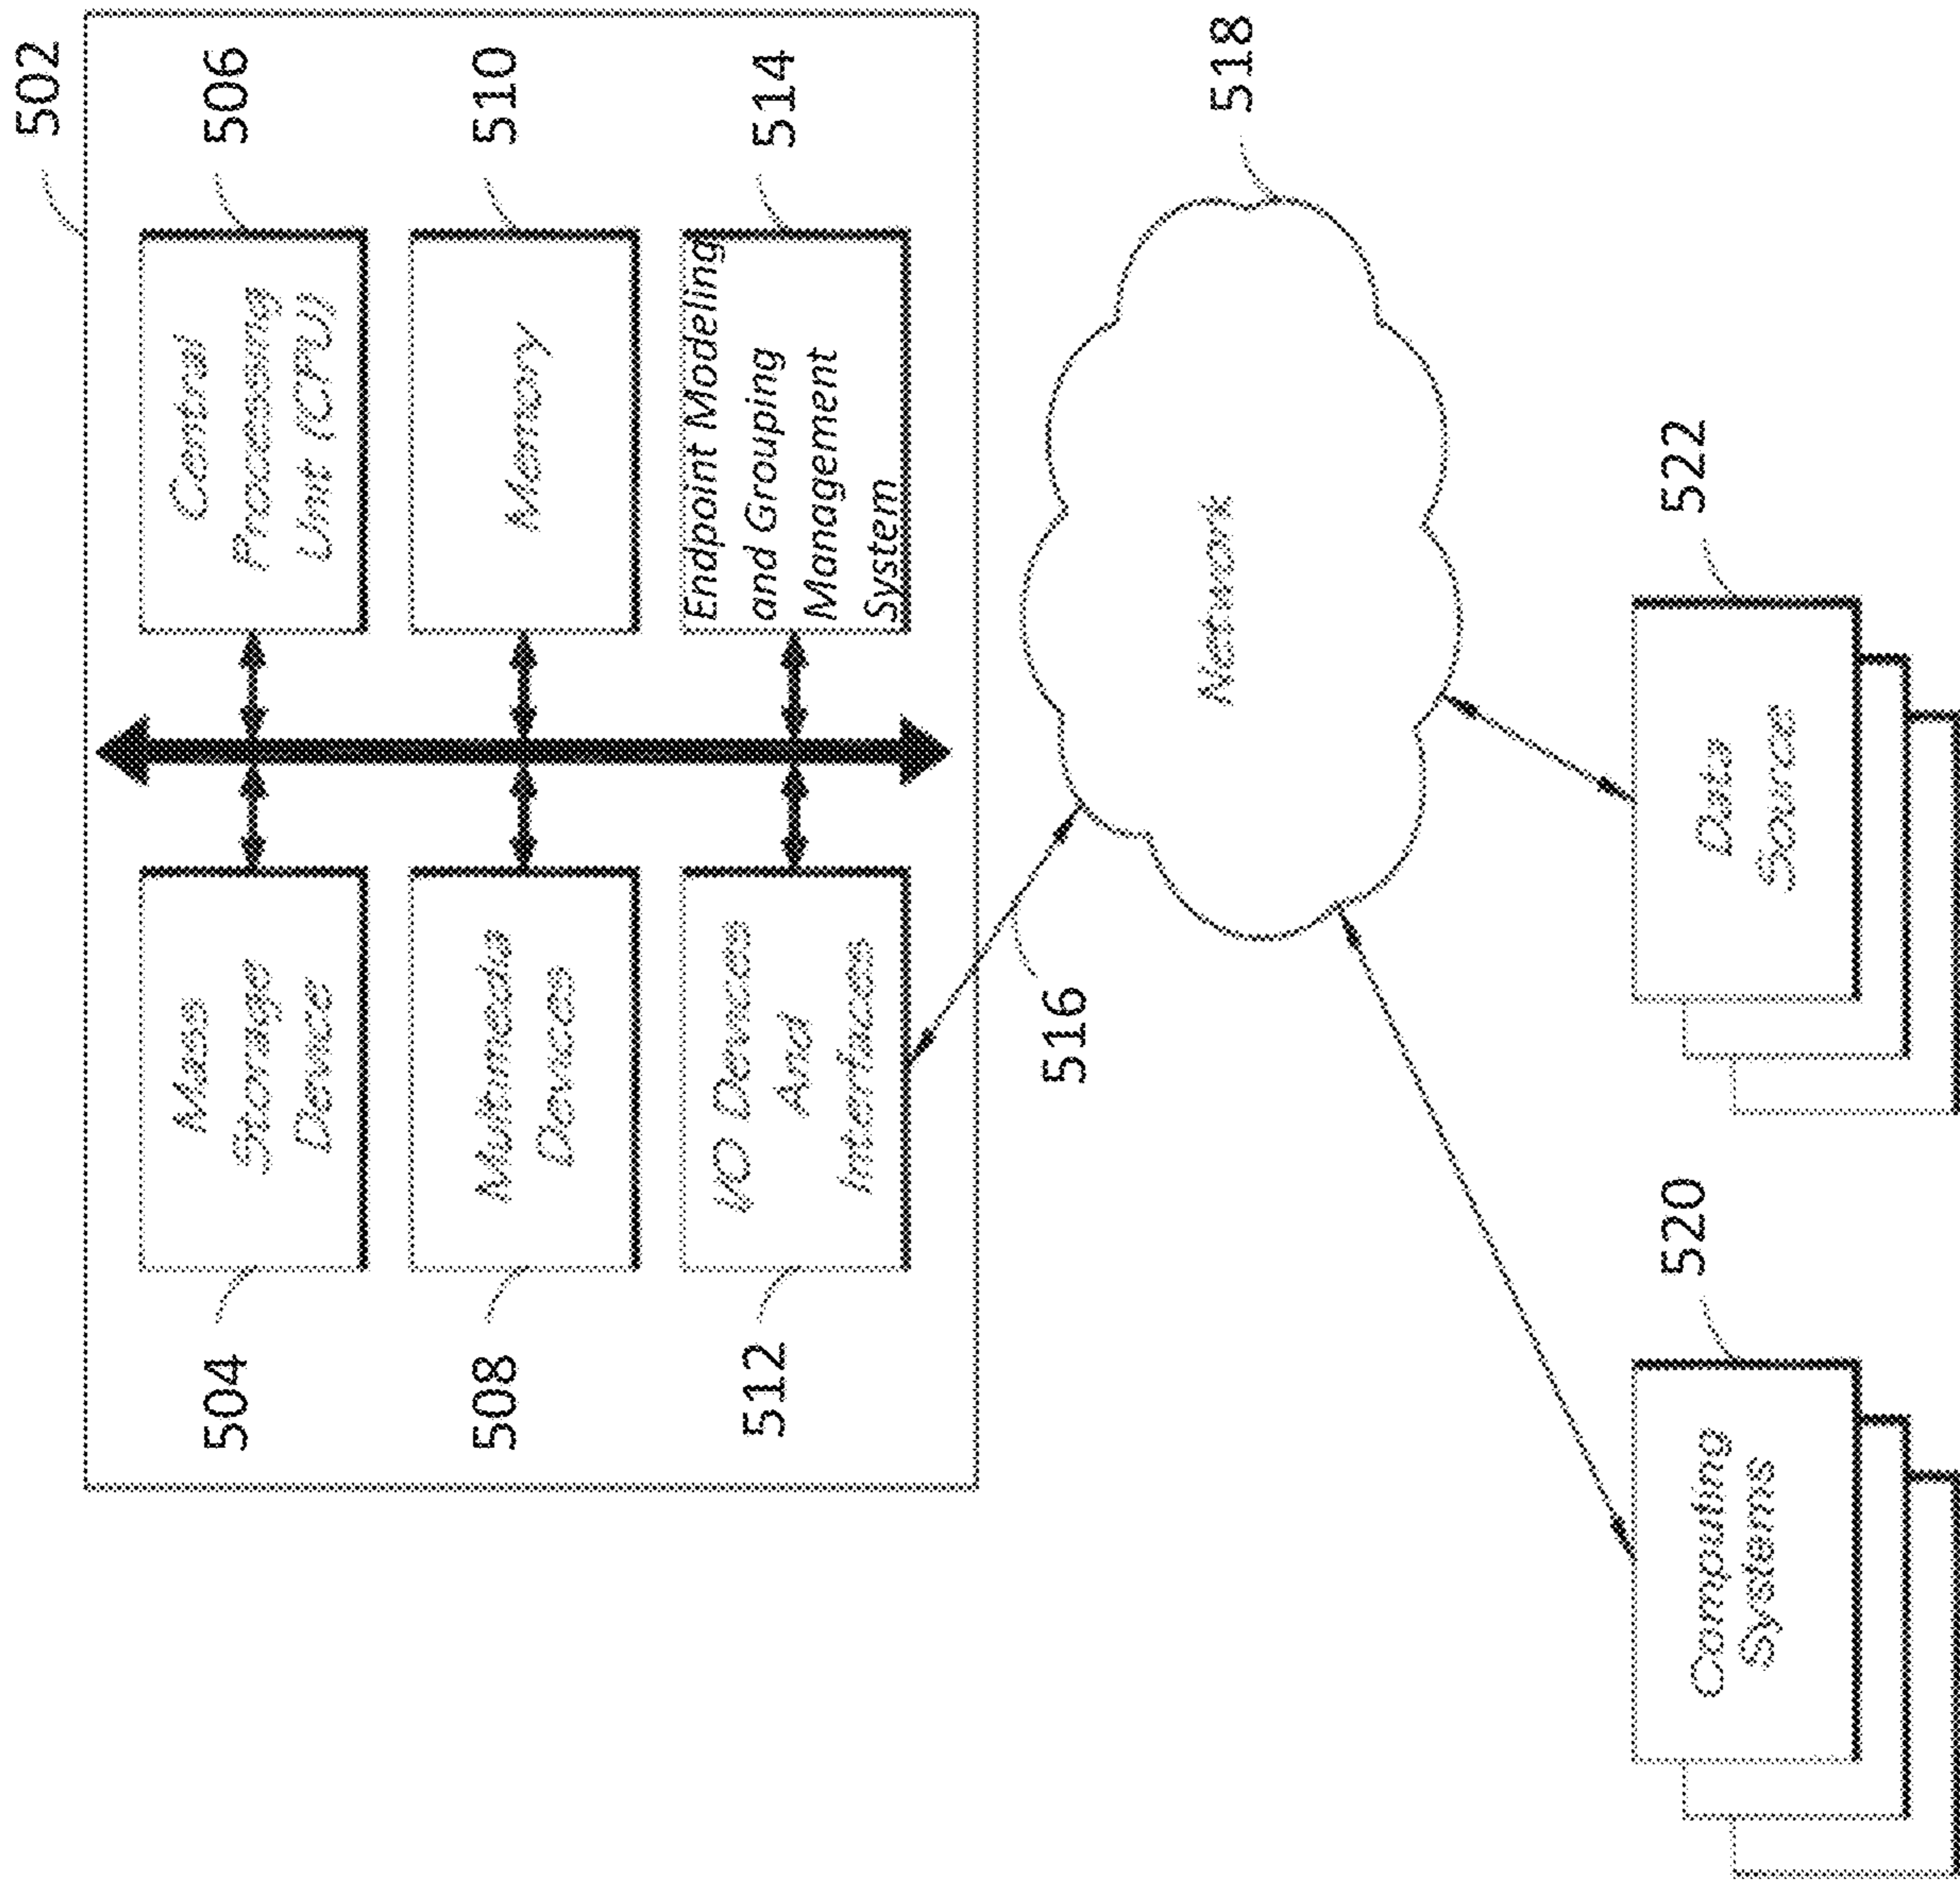 502
504
Mass
Storage
Device
Central
Processing
Unit (CPU)
506
508
Multimedia
Devices
Memory
510
512
I/O Devices
And
Interfaces
Endpoint Modeling
and Grouping
Management
System
514
516
Network
518
520
Computing
Systems
522
Data
Source